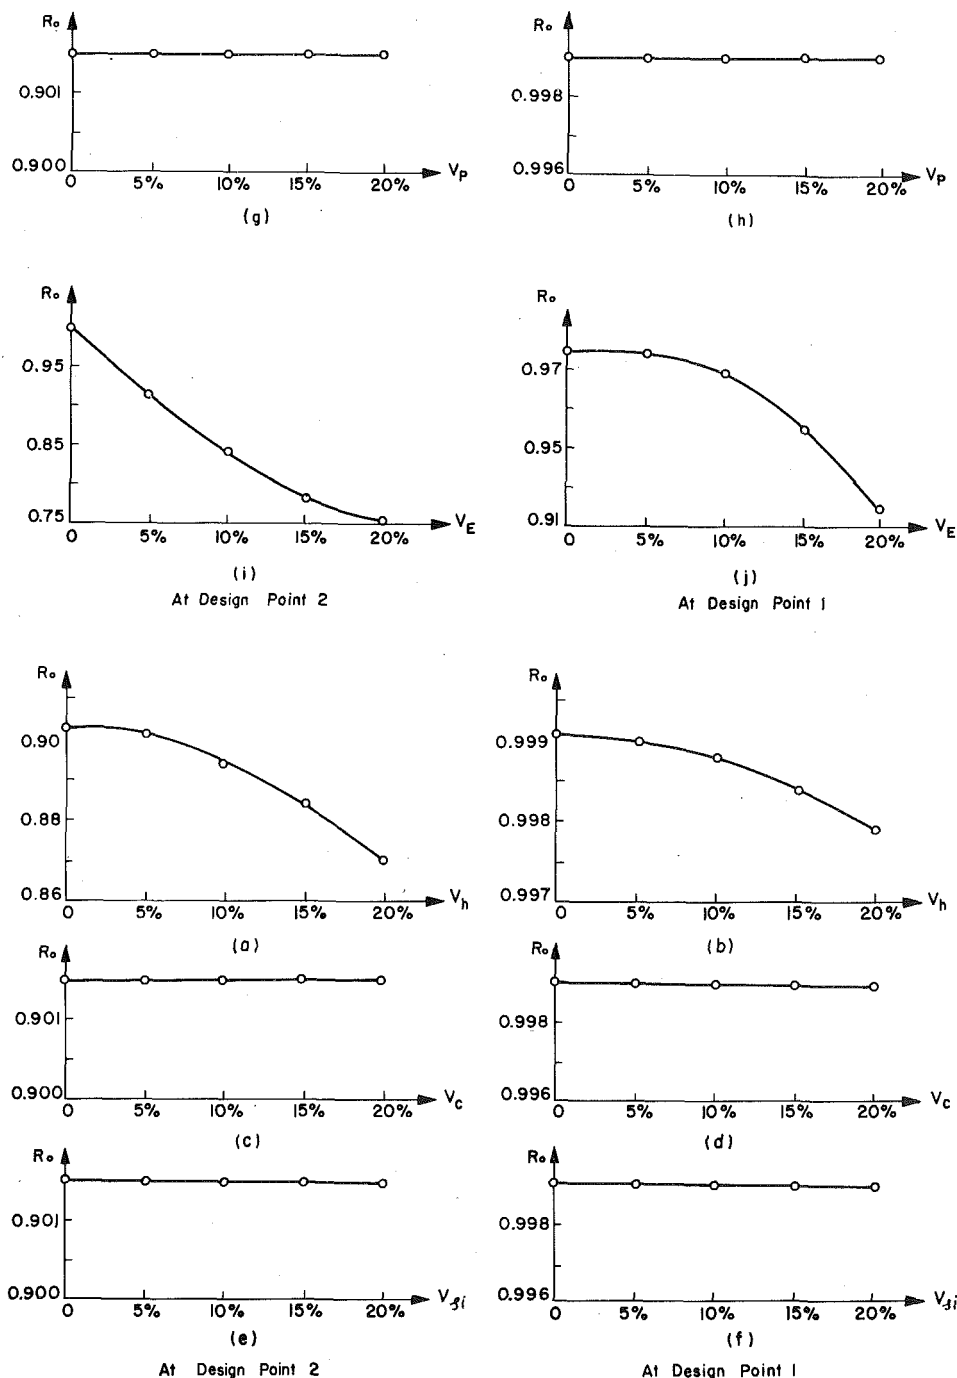 Ro Ro
0.901 0.998
0.900 0.996
0 5% 10% 15% 20% VP 0 5% 10% 15% 20% VP
(g) (h)
Ro Ro
0.95 0.97
0.85 0.95
0.75 0.91
0 5% 10% 15% 20% VE 0 5% 10% 15% 20% VE
(i) (j)
At Design Point 2 At Design Point 1
Ro Ro
0.90 0.999
0.88 0.998
0.86 0.997
0 5% 10% 15% 20% Vh 0 5% 10% 15% 20% Vh
(a) (b)
Ro Ro
0.901 0.998
0.900 0.996
0 5% 10% 15% 20% Vc 0 5% 10% 15% 20% Vc
(c) (d)
Ro Ro
0.901 0.998
0.900 0.996
0 5% 10% 15% 20% 0 5% 10% 15% 20%
(e) (f)
At Design Point 2 At Design Point 1